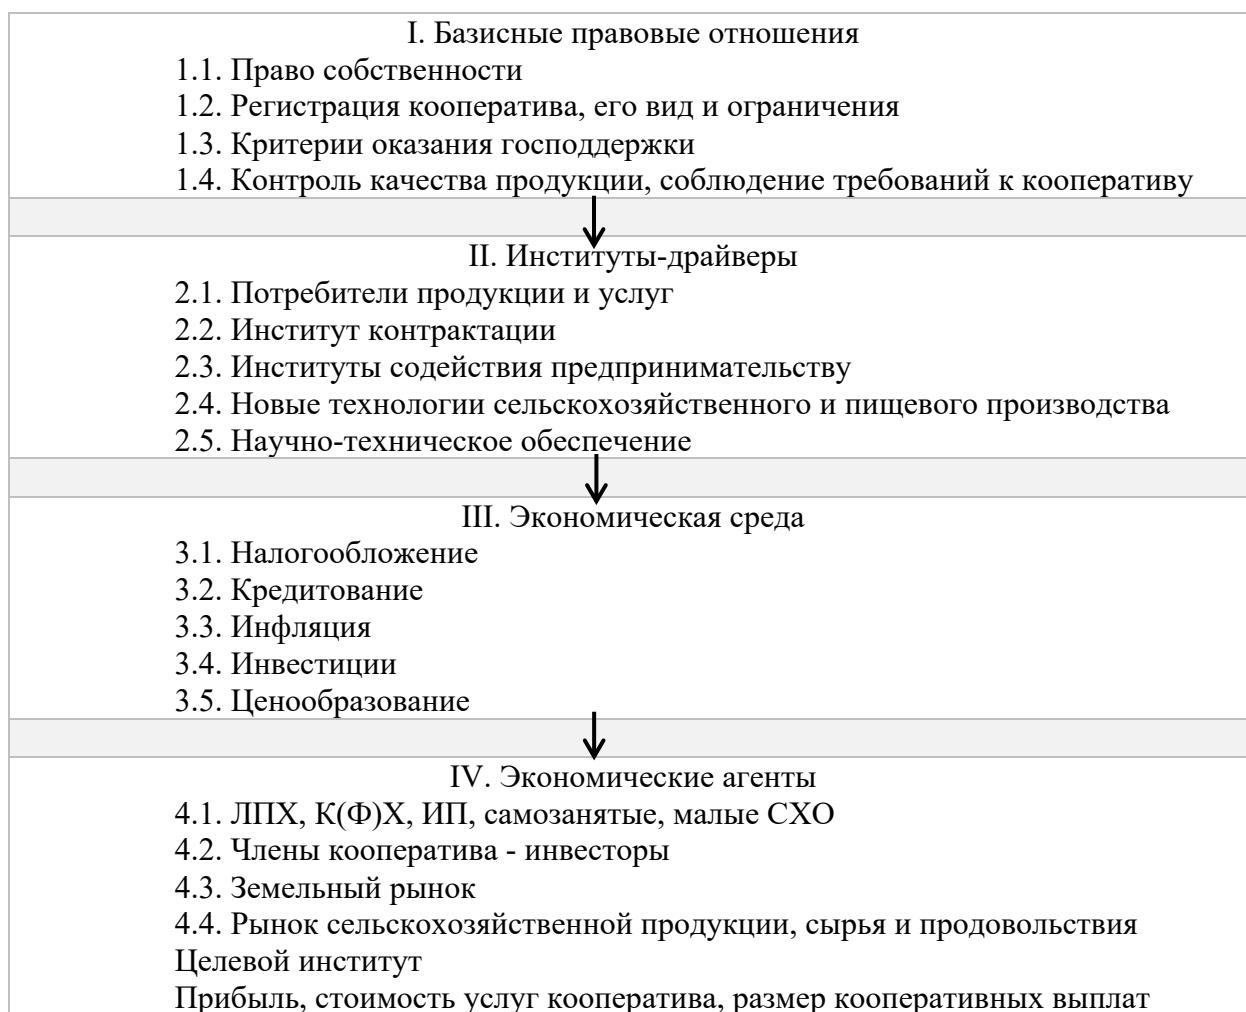 I. Базисные правовые отношения
1.1. Право собственности
1.2. Регистрация кооператива, его вид и ограничения
1.3. Критерии оказания господдержки
1.4. Контроль качества продукции, соблюдение требований к кооперативу
II. Институты-драйверы
2.1. Потребители продукции и услуг
2.2. Институт контрактации
2.3. Институты содействия предпринимательству
2.4. Новые технологии сельскохозяйственного и пищевого производства
2.5. Научно-техническое обеспечение
III. Экономическая среда
3.1. Налогообложение
3.2. Кредитование
3.3. Инфляция
3.4. Инвестиции
3.5. Ценообразование
IV. Экономические агенты
4.1. ЛПХ, К(Ф)Х, ИП, самозанятые, малые СХО
4.2. Члены кооператива - инвесторы
4.3. Земельный рынок
4.4. Рынок сельскохозяйственной продукции, сырья и продовольствия
Целевой институт
Прибыль, стоимость услуг кооператива, размер кооперативных выплат